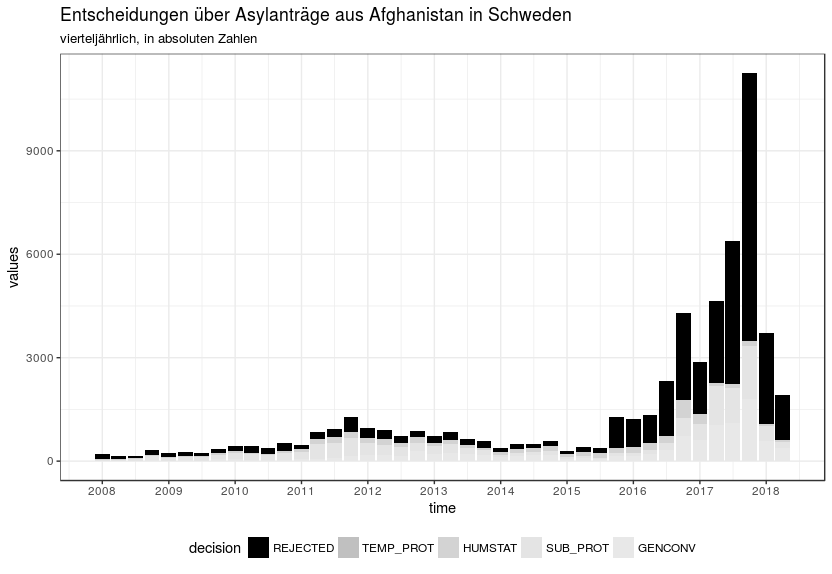 Entscheidungen über Asylanträge aus Afghanistan in Schweden
vierteljährlich, in absoluten Zahlen
values
9000
6000
3000
0
2008 2009 2010 2011 2012 2013 2014 2015 2016 2017 2018
time
decision REJECTED TEMP_PROT HUMSTAT SUB_PROT GENCONV